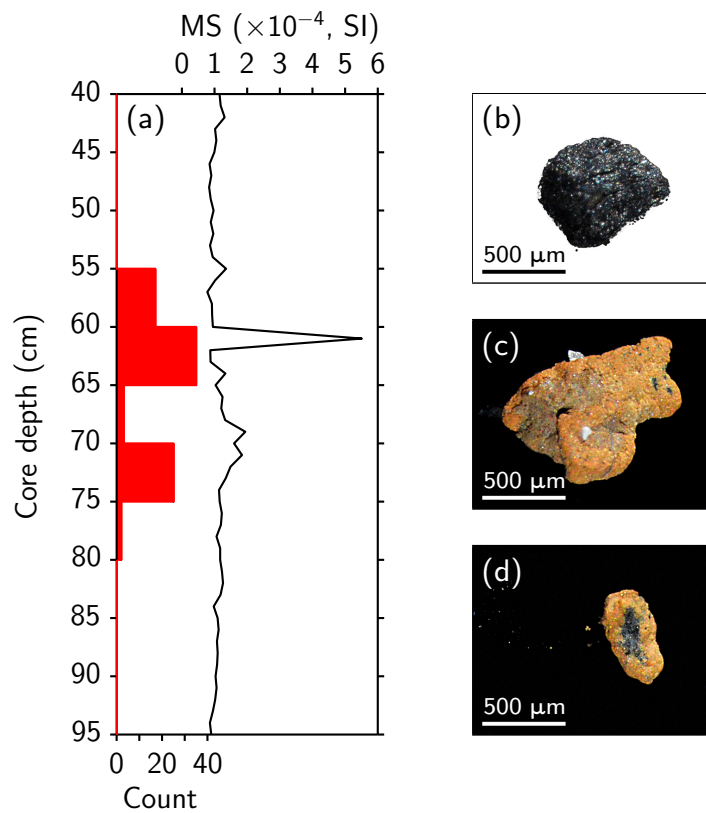 MS (×10⁻⁴, SI)
0 1 2 3 4 5 6
(a)
40
45
50
55
60
65
70
75
80
85
90
95
Core depth (cm)
0 20 40
Count
(b)
500 μm
(c)
500 μm
(d)
500 μm